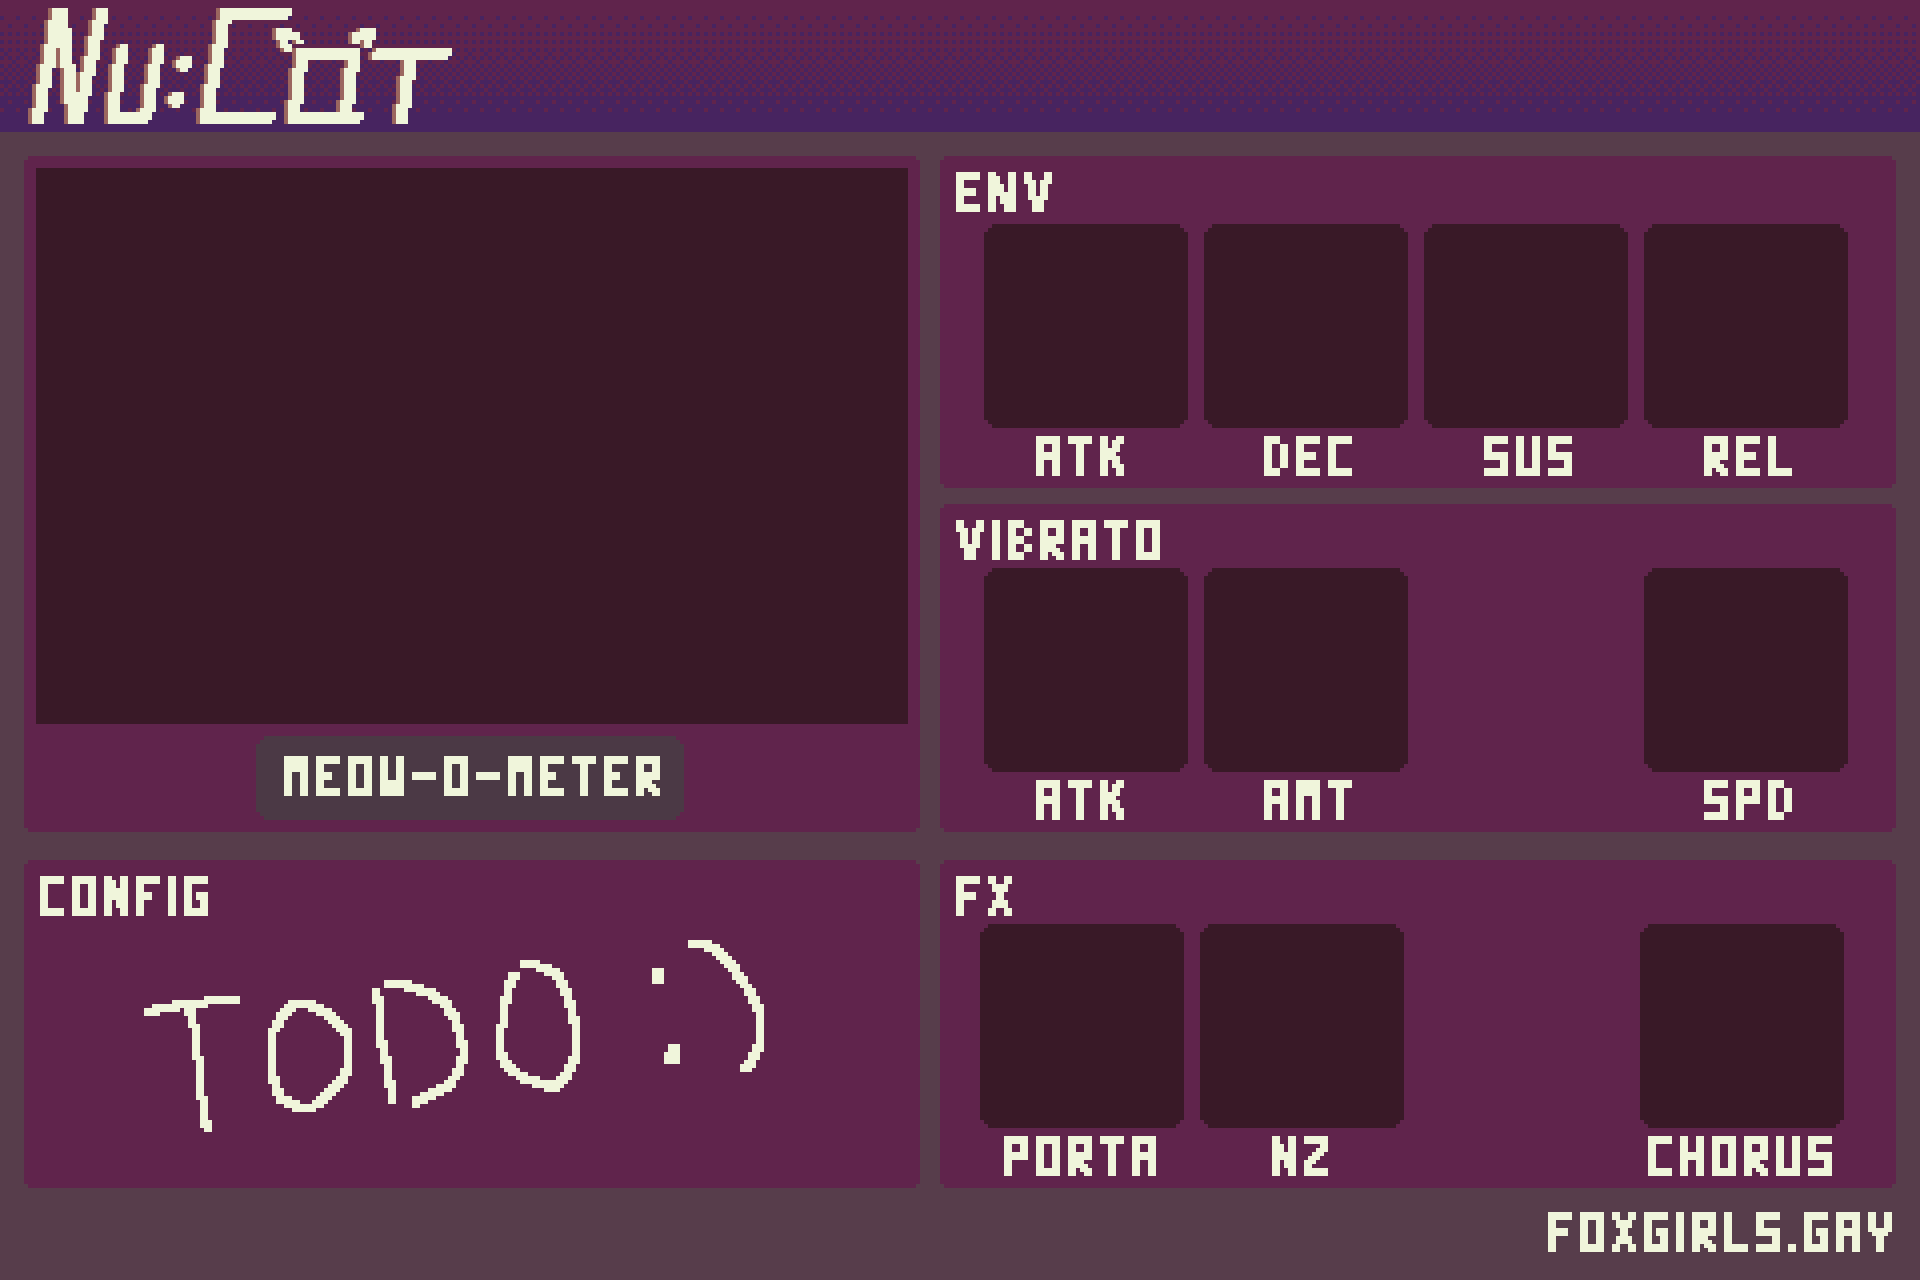 Nu:Cat
ENV
ATK DEC SUS REL
VIBRATO
ATK AMT SPD
MEOW-O-METER
CONFIG
TODO :)
FX
PORTA NZ CHORUS
FOXGIRLS.GAY